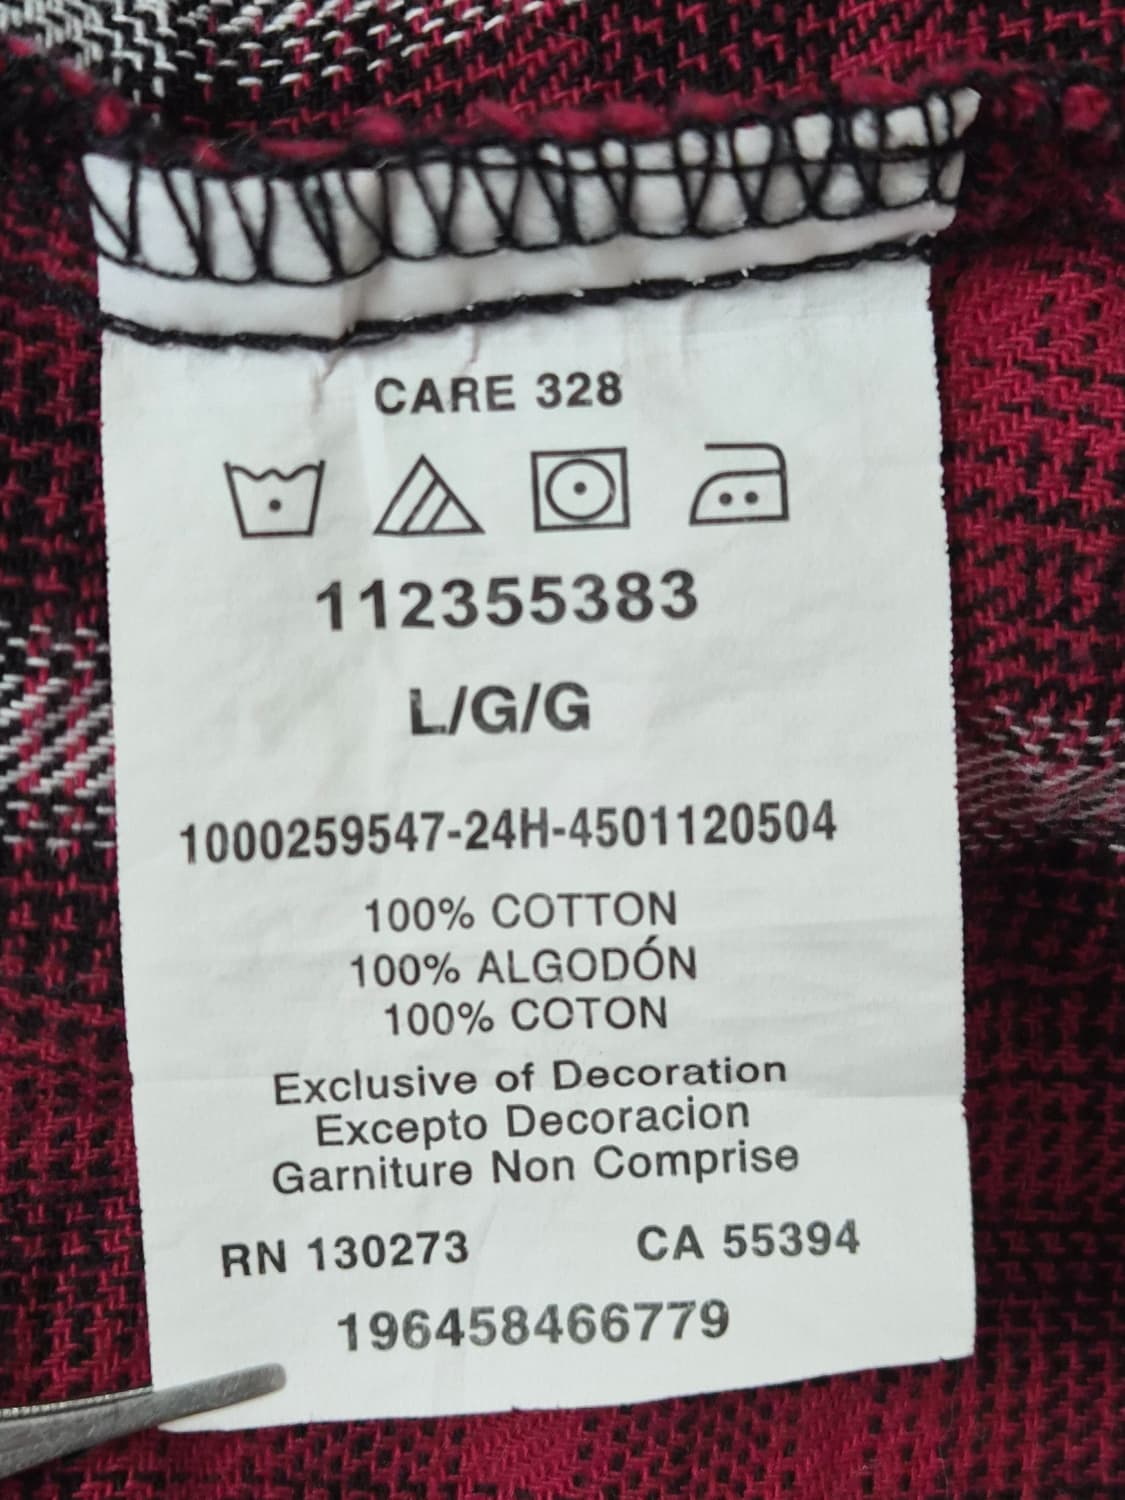 CARE 328
112355383
L/G/G
1000259547-24H-4501120504
100% COTTON
100% ALGODÓN
100% COTON
Exclusive of Decoration
Excepto Decoracion
Garniture Non Comprise
RN 130273 CA 55394
196458466779